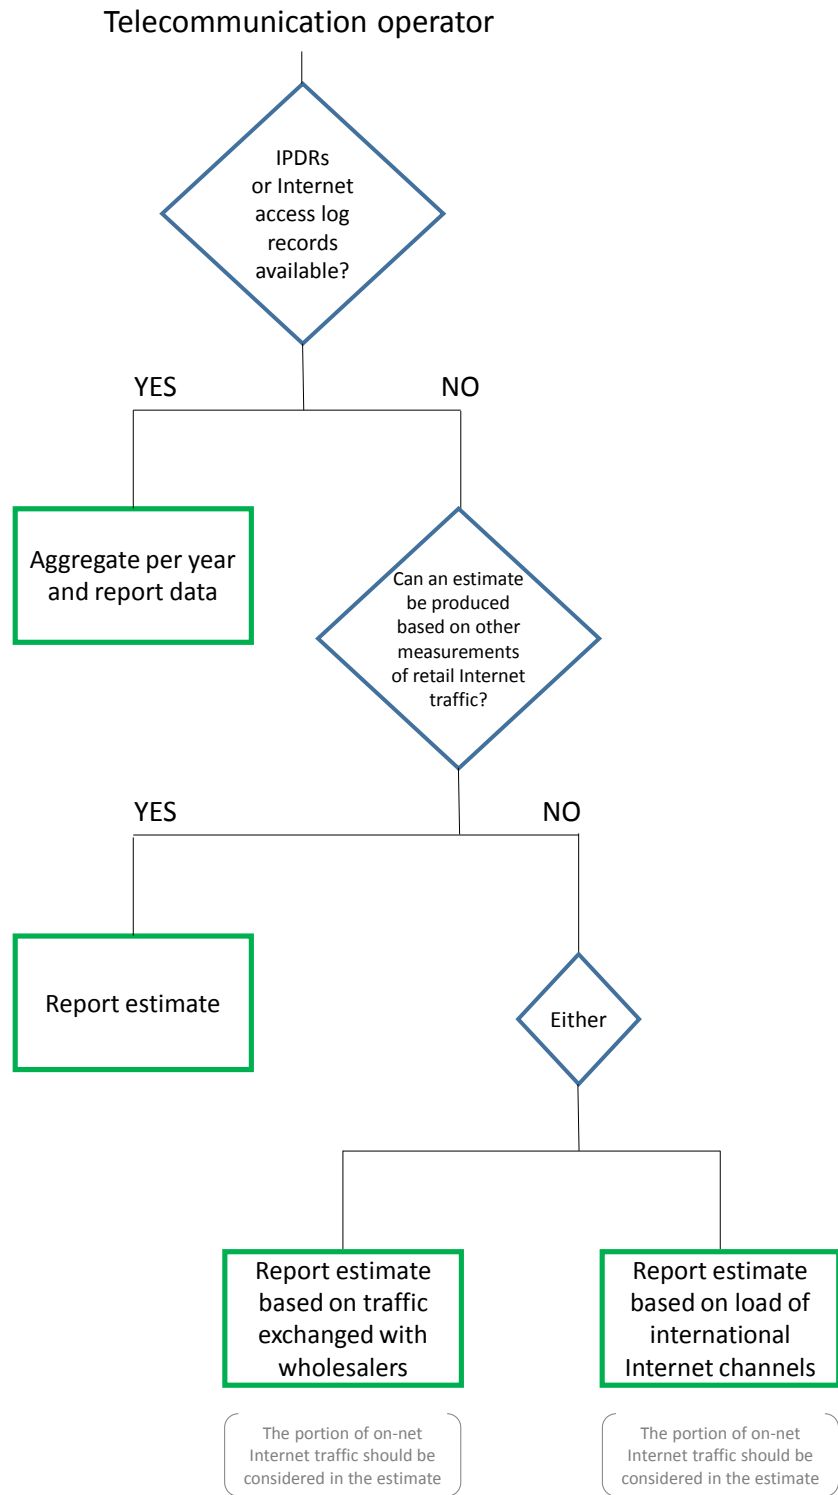 Telecommunication operator
IPDRs
or Internet
access log
records
available?
YES
NO
Aggregate per year
and report data
Can an estimate
be produced
based on other
measurements
of retail Internet
traffic?
YES
NO
Report estimate
Either
Report estimate
based on traffic
exchanged with
wholesalers
Report estimate
based on load of
international
Internet channels
The portion of on-net
Internet traffic should be
considered in the estimate
The portion of on-net
Internet traffic should be
considered in the estimate